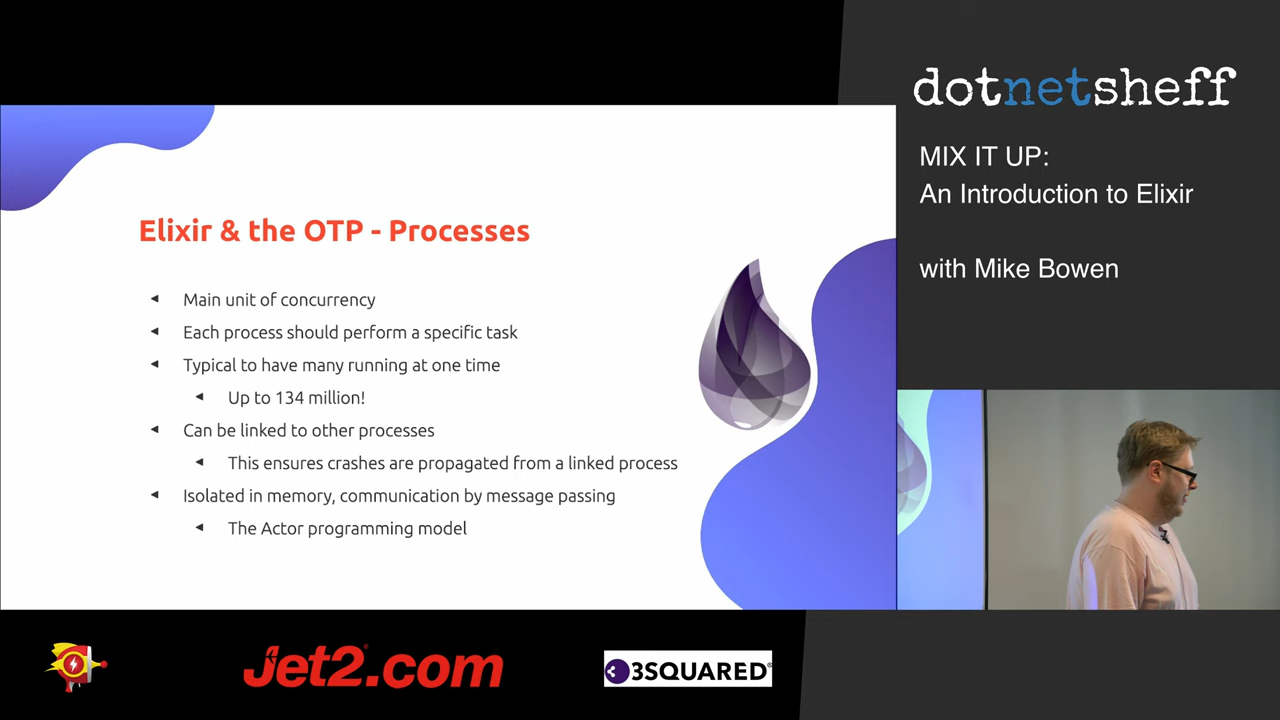 dotnetsheff
MIX IT UP:
An Introduction to Elixir
with Mike Bowen
Elixir & the OTP - Processes
Main unit of concurrency
Each process should perform a specific task
Typical to have many running at one time
Up to 134 million!
Can be linked to other processes
This ensures crashes are propagated from a linked process
Isolated in memory, communication by message passing
The Actor programming model
Jet2.com
3SQUARED